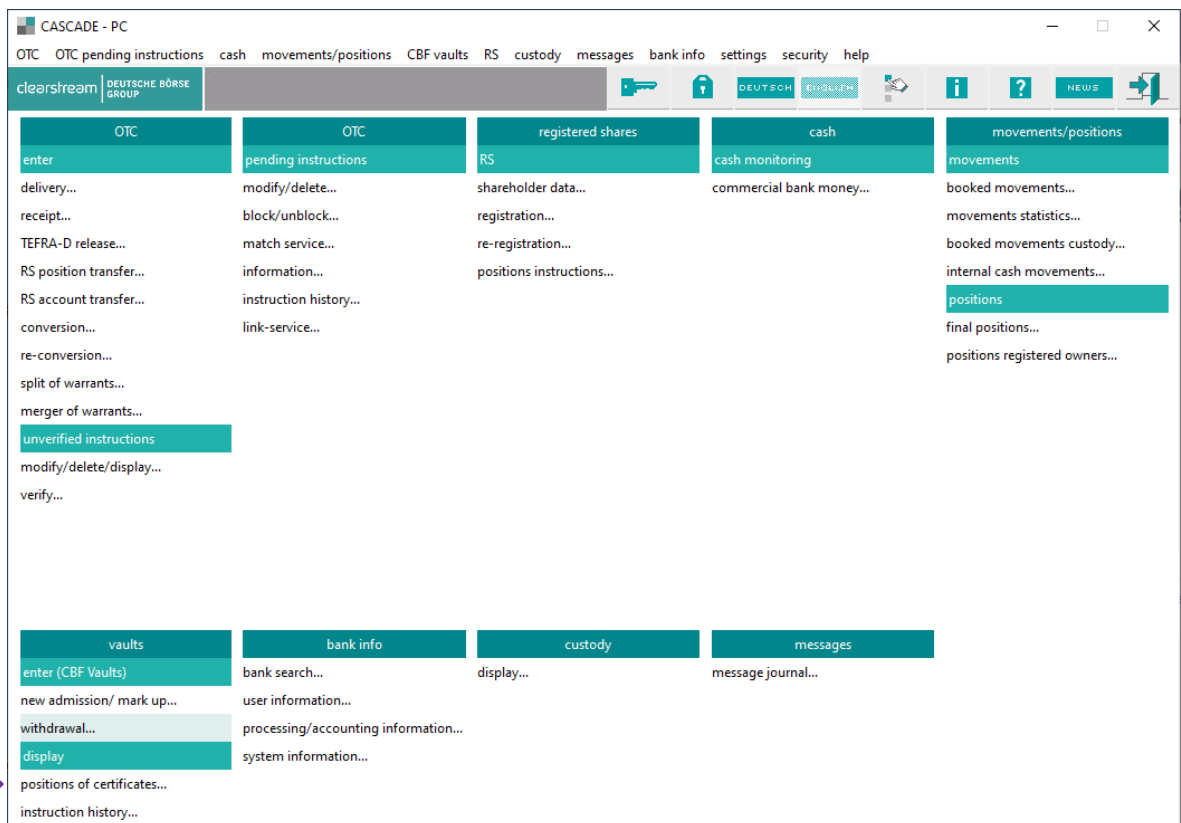 CASCADE - PC
OTC OTC pending instructions cash movements/positions CBF vaults RS custody messages bank info settings security help
clearstream DEUTSCHE BÖRSE GROUP
DEUTSCH ENGLISH i ? NEWS
OTC
enter
delivery...
receipt...
TEFRA-D release...
RS position transfer...
RS account transfer...
conversion...
re-conversion...
split of warrants...
merger of warrants...
unverified instructions
modify/delete/display...
verify...
OTC
pending instructions
modify/delete...
block/unblock...
match service...
information...
instruction history...
link-service...
registered shares
RS
shareholder data...
registration...
re-registration...
positions instructions...
cash
cash monitoring
commercial bank money...
movements/positions
movements
booked movements...
movements statistics...
booked movements custody...
internal cash movements...
positions
final positions...
positions registered owners...
vaults
enter (CBF Vaults)
new admission/ mark up...
withdrawal...
display
positions of certificates...
instruction history...
bank info
bank search...
user information...
processing/accounting information...
system information...
custody
display...
messages
message journal...